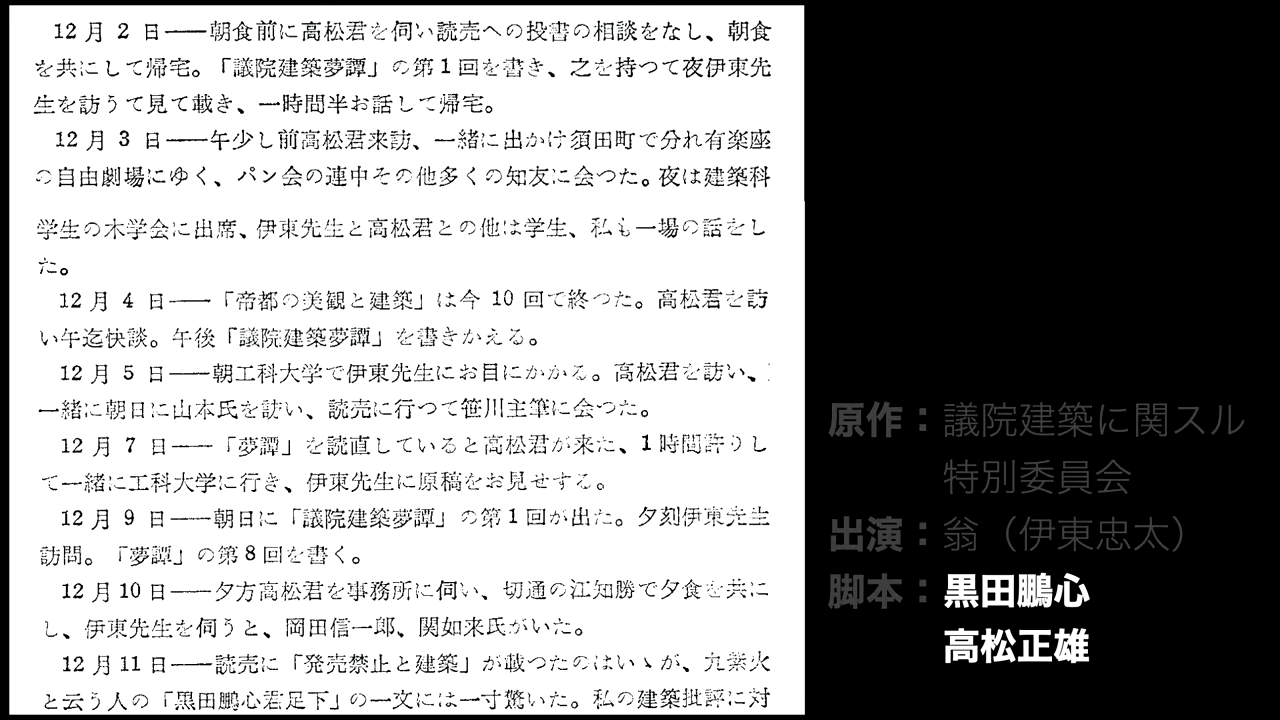 12月 2 日――朝食前に高松君を伺い読売への投書の相談をなし、朝食
を共にして帰宅。「議院建築夢譚」の第1回を書き、之を持つて夜伊東先
生を訪うて見て戴き、一時間半お話して帰宅。
12月 3 日――午少し前高松君来訪、一緒に出かけ須田町で分れ有楽座
の自由劇場にゆく、パン会の連中その他多くの知友に会つた。夜は建築科
学生の木学会に出席、伊東先生と高松君との他は学生、私も一場の話をし
た。
12月 4 日――「帝都の美観と建築」は今10回で終つた。高松君を訪
い午迄快談。午後「議院建築夢譚」を書きかえる。
12月 5 日――朝工科大学で伊東先生にお目にかかる。高松君を訪い、
一緒に朝日に山本氏を訪い、読売に行つて笹川主筆に会つた。
12月 7 日――「夢譚」を読直していると高松君が来た、1時間許りし
て一緒に工科大学に行き、伊東先生に原稿をお見せする。
12月 9 日――朝日に「議院建築夢譚」の第1回が出た。夕刻伊東先生
訪問。「夢譚」の第8回を書く。
12月10日――夕方高松君を事務所に伺い、切通の江知勝で夕食を共に
し、伊東先生を伺うと、岡田信一郎、関如来氏がいた。
12月11日――読売に「発売禁止と建築」が載つたのはいゝが、九紫火
と云う人の「黒田鵬心君足下」の一文には一寸驚いた。私の建築批評に対
原作：議院建築に関スル
特別委員会
出演：翁（伊東忠太）
脚本：黒田鵬心
高松正雄